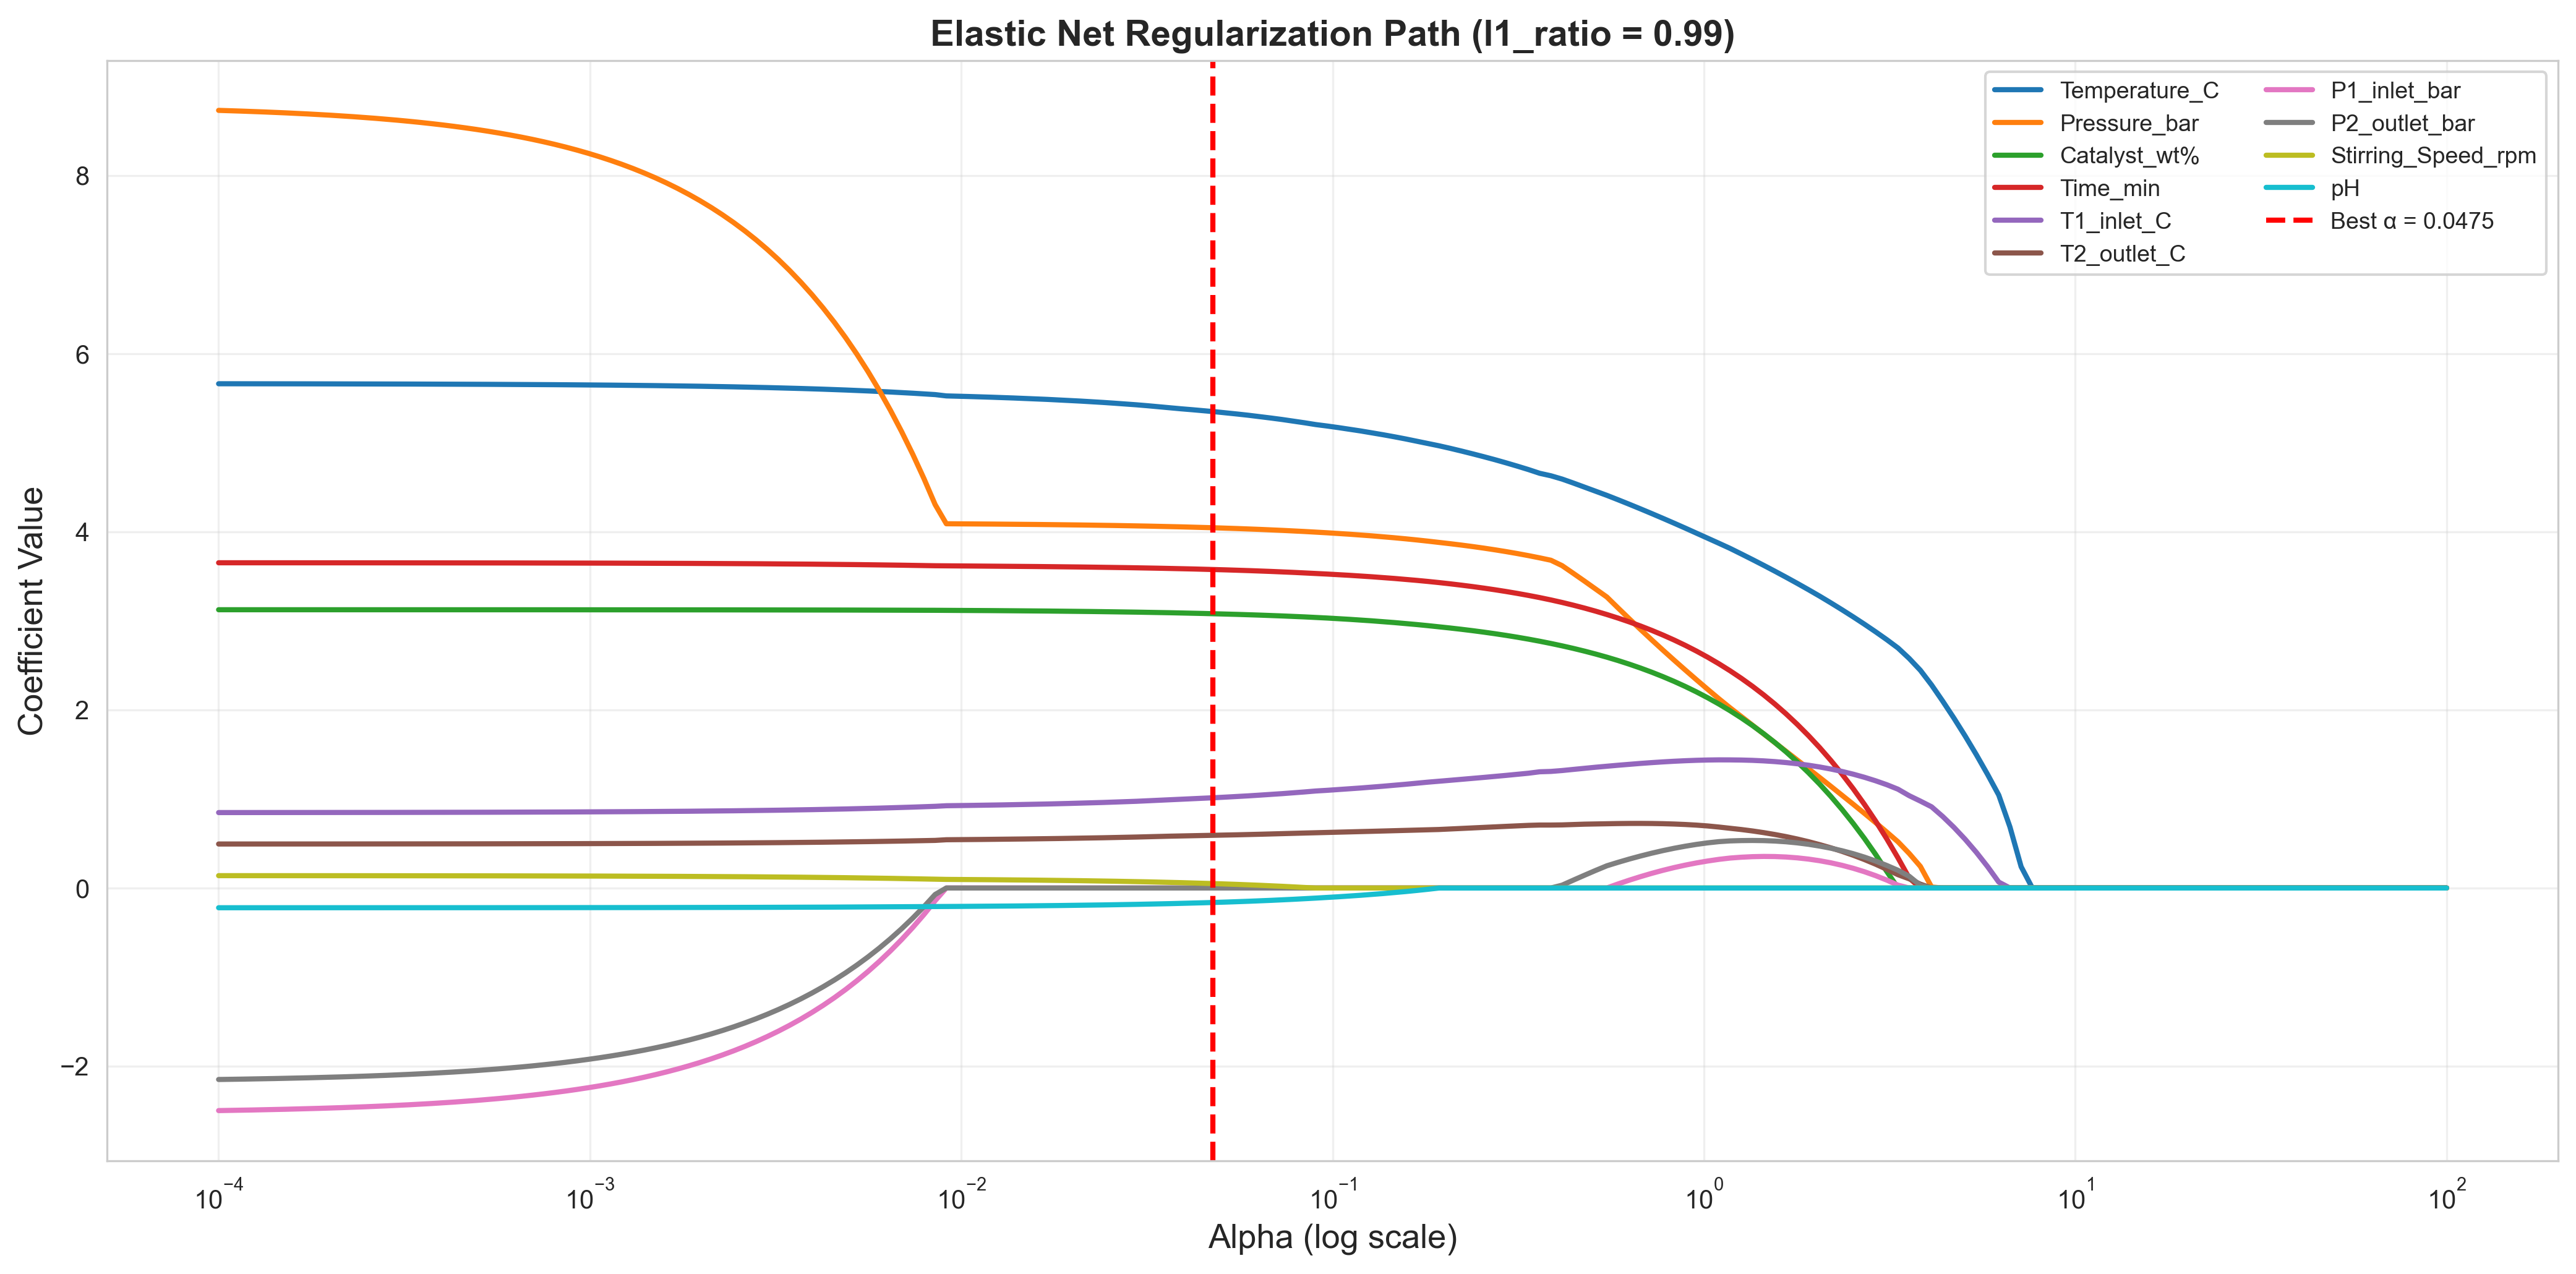 Elastic Net Regularization Path (l1_ratio = 0.99)
Temperature_C
Pressure_bar
Catalyst_wt%
Time_min
T1_inlet_C
T2_outlet_C
P1_inlet_bar
P2_outlet_bar
Stirring_Speed_rpm
pH
Best α = 0.0475
Coefficient Value
8
6
4
2
0
−2
10⁻⁴
10⁻³
10⁻²
10⁻¹
10⁰
10¹
10²
Alpha (log scale)